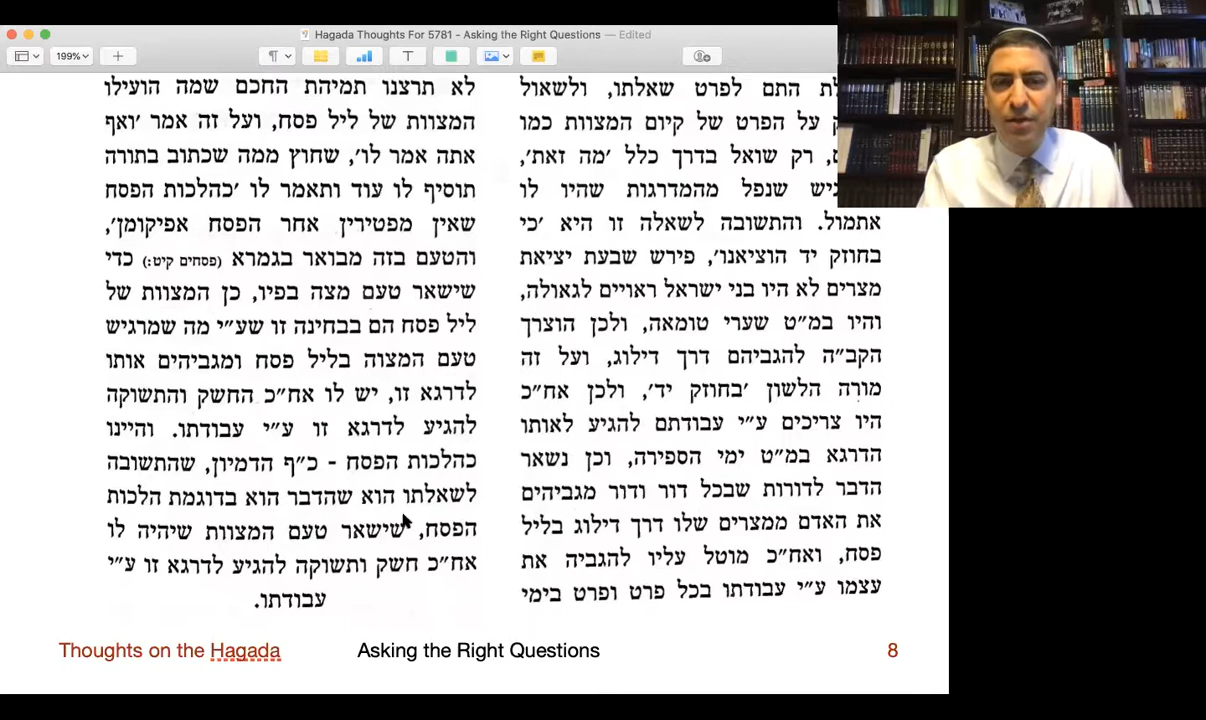 Hagada Thoughts For 5781 - Asking the Right Questions — Edited
199%
לת התם לפרט שאלתו, ולשאול
ק על הפרט של קיום המצוות כמו
ם, רק שואל בדרך כלל ׳מה זאת׳,
גיש שנפל מהמדרגות שהיו לו
אתמול. והתשובה לשאלה זו היא ׳כי
בחוזק יד הוציאנו׳, פירש שבעת יציאת
מצרים לא היו בני ישראל ראויים לגאולה,
והיו במ״ט שערי טומאה, ולכן הוצרך
הקב״ה להגביהם דרך דילוג, ועל זה
מורה הלשון ׳בחוזק יד׳, ולכן אח״כ
היו צריכים ע״י עבודתם להגיע לאותו
הדרגא במ״ט ימי הספירה, וכן נשאר
הדבר לדורות שבכל דור ודור מגביהים
את האדם ממצרים שלו דרך דילוג בליל
פסח, ואח״כ מוטל עליו להגביה את
עצמו ע״י עבודתו בכל פרט ופרט בימי
לא תרצנו תמיהת החכם שמה הועילו
המצוות של ליל פסח, ועל זה אמר ׳ואף
אתה אמר לו׳, שחוץ ממה שכתוב בתורה
תוסיף לו עוד ותאמר לו ׳כהלכות הפסח
שאין מפטירין אחר הפסח אפיקומן׳,
והטעם בזה מבואר בגמרא (פסחים קיט:) כדי
שישאר טעם מצה בפיו, כן המצוות של
ליל פסח הם בבחינה זו שע״י מה שמרגיש
טעם המצוה בליל פסח ומגביהים אותו
לדרגא זו, יש לו אח״כ החשק והתשוקה
להגיע לדרגא זו ע״י עבודתו. והיינו
כהלכות הפסח - כ״ף הדמיון, שהתשובה
לשאלתו הוא שהדבר הוא בדוגמת הלכות
הפסח, שישאר טעם המצוות שיהיה לו
אח״כ חשק ותשוקה להגיע לדרגא זו ע״י
עבודתו.
Thoughts on the Hagada Asking the Right Questions 8